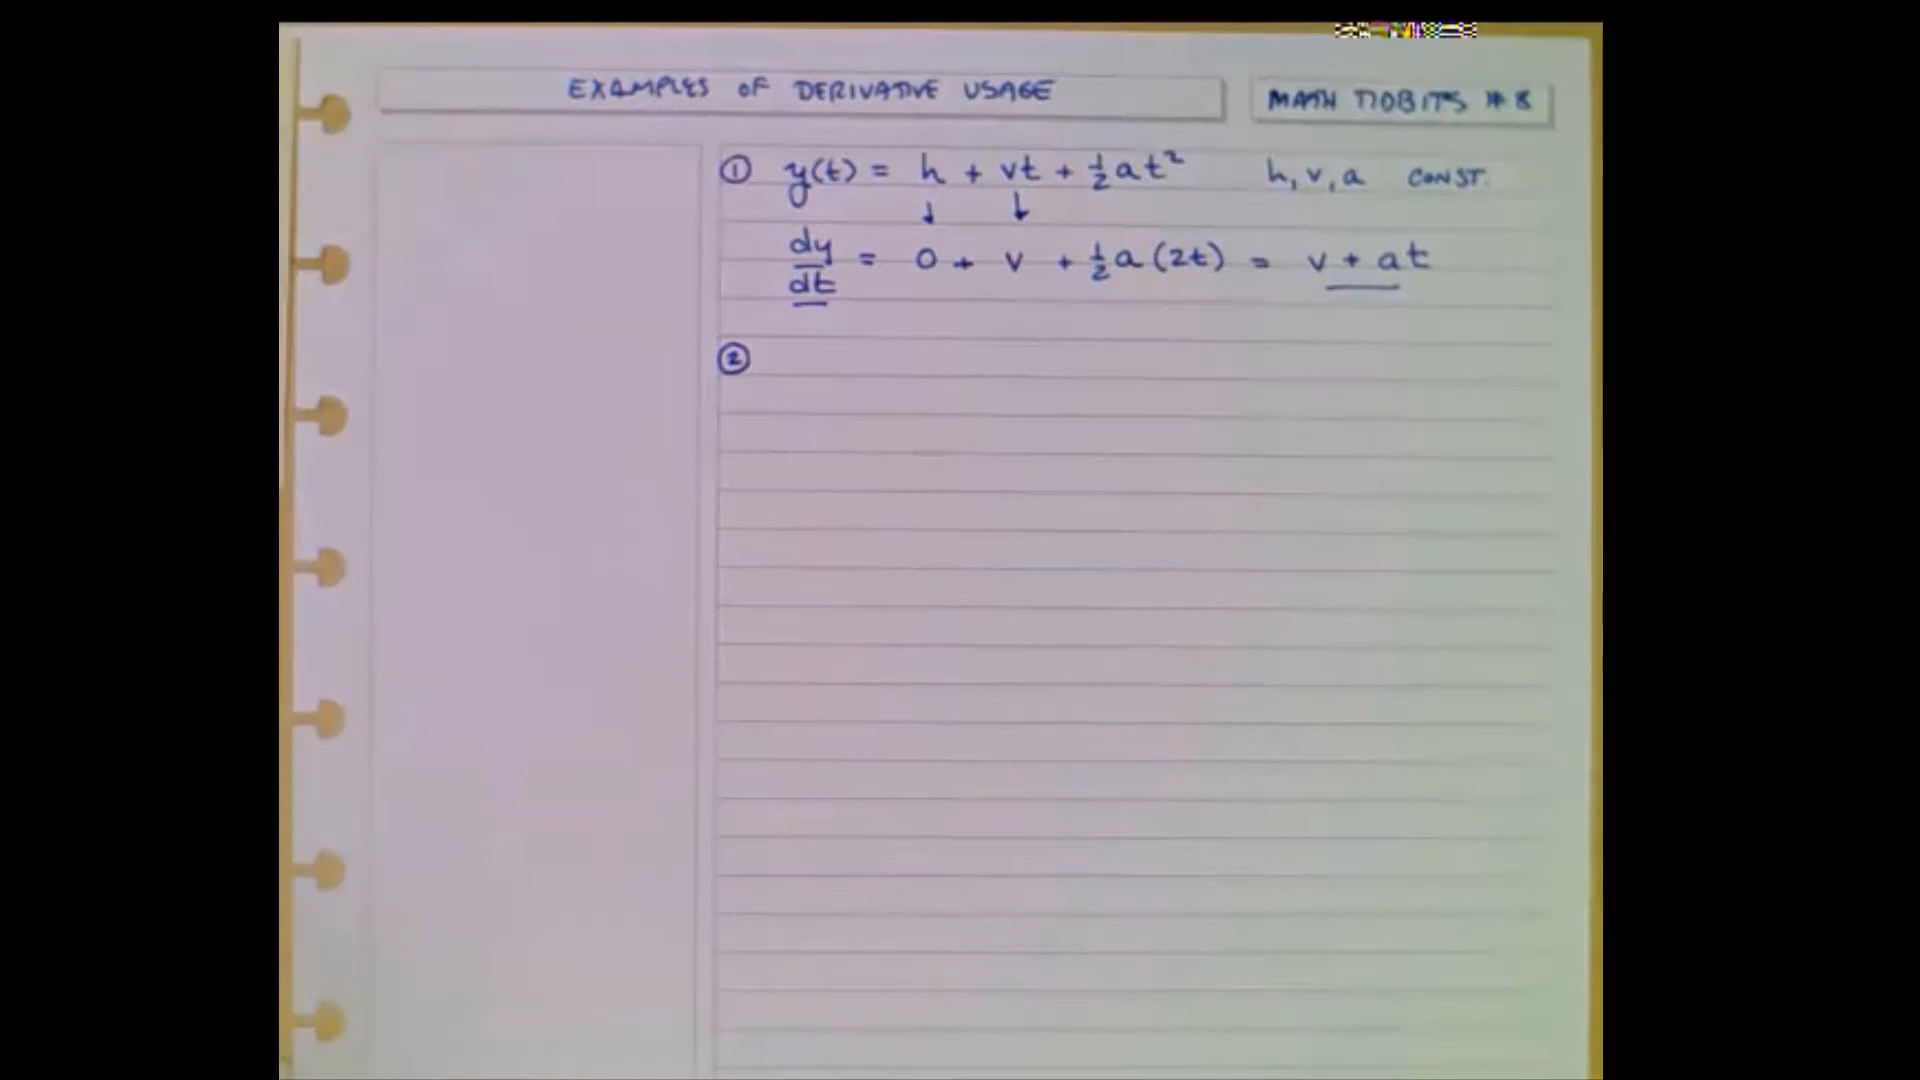 EXAMPLES OF DERIVATIVE USAGE
MATH TIDBITS # 8
① y(t) = h + vt + ½at² h, v, a CONST.
↓ ↓
dy/dt = 0 + v + ½a(2t) = v + at
②